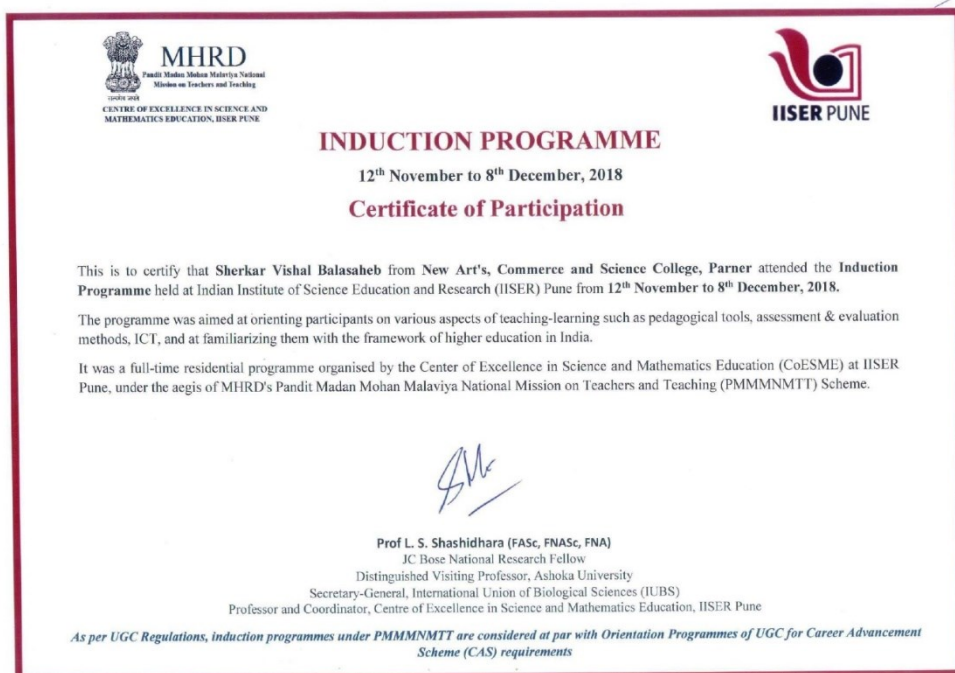 MHRD
Pandit Madan Mohan Malaviya National
Mission on Teachers and Teaching
सत्यमेव जयते
CENTRE OF EXCELLENCE IN SCIENCE AND
MATHEMATICS EDUCATION, IISER PUNE
IISER PUNE
INDUCTION PROGRAMME
12th November to 8th December, 2018
Certificate of Participation
This is to certify that Sherkar Vishal Balasaheb from New Art's, Commerce and Science College, Parner attended the Induction
Programme held at Indian Institute of Science Education and Research (IISER) Pune from 12th November to 8th December, 2018.
The programme was aimed at orienting participants on various aspects of teaching-learning such as pedagogical tools, assessment & evaluation
methods, ICT, and at familiarizing them with the framework of higher education in India.
It was a full-time residential programme organised by the Center of Excellence in Science and Mathematics Education (CoESME) at IISER
Pune, under the aegis of MHRD's Pandit Madan Mohan Malaviya National Mission on Teachers and Teaching (PMMMNMTT) Scheme.
Prof L. S. Shashidhara (FASc, FNASc, FNA)
JC Bose National Research Fellow
Distinguished Visiting Professor, Ashoka University
Secretary-General, International Union of Biological Sciences (IUBS)
Professor and Coordinator, Centre of Excellence in Science and Mathematics Education, IISER Pune
As per UGC Regulations, induction programmes under PMMMNMTT are considered at par with Orientation Programmes of UGC for Career Advancement
Scheme (CAS) requirements